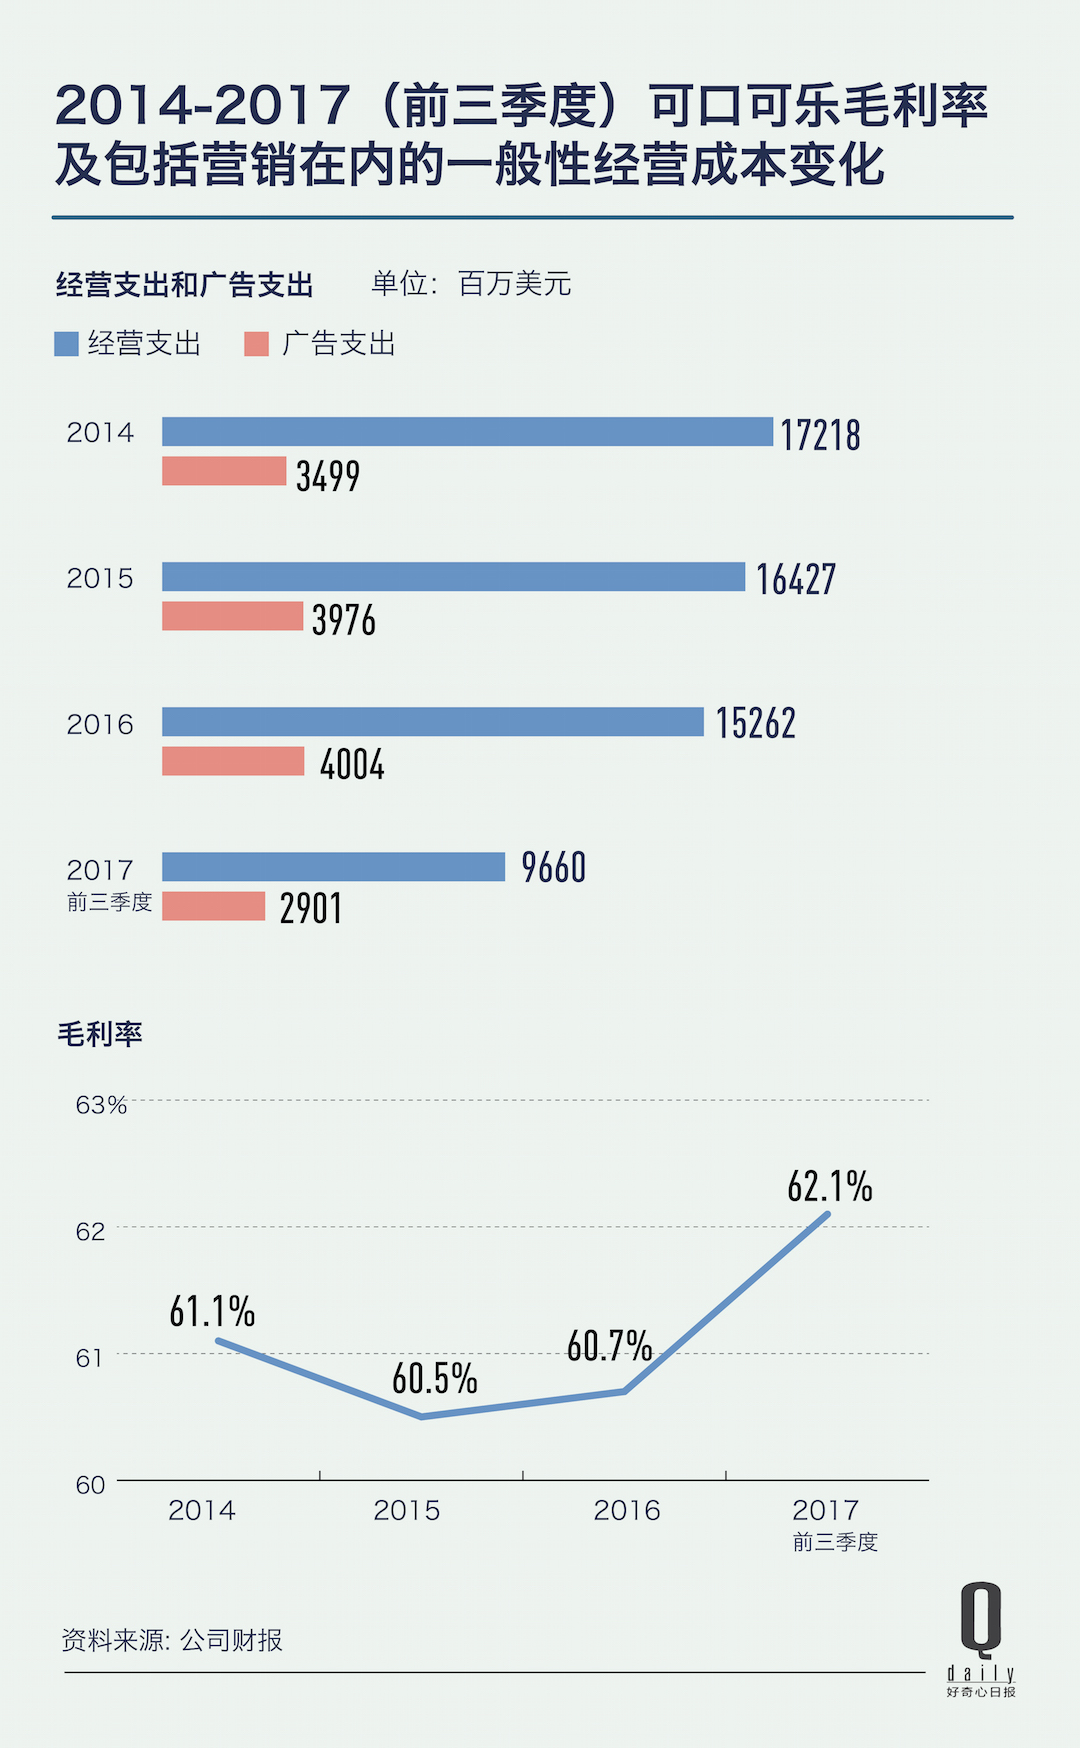 2014-2017（前三季度）可口可乐毛利率
及包括营销在内的一般性经营成本变化
经营支出和广告支出 单位：百万美元
经营支出 广告支出
2014 17218
3499
2015 16427
3976
2016 15262
4004
2017 9660
前三季度 2901
毛利率
63%
62.1%
62
61.1%
60.7%
61
60.5%
60
2014 2015 2016 2017
前三季度
资料来源: 公司财报
Q
daily
好奇心日报